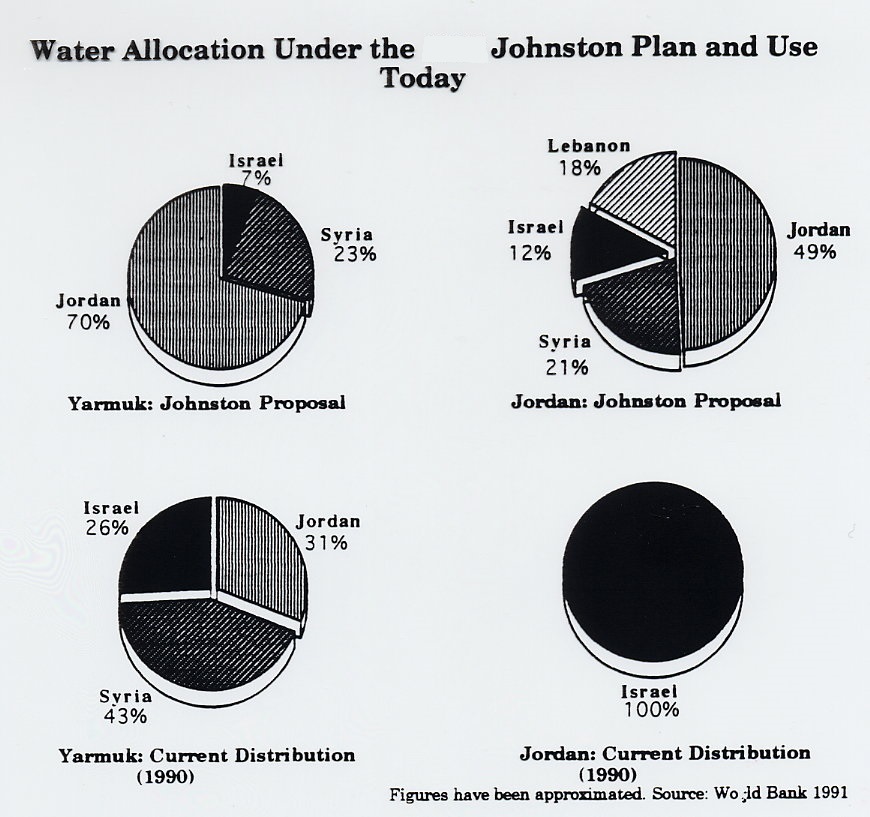 Water Allocation Under the Johnston Plan and Use
Today
Israel
7%
Syria
23%
Jordan
70%
Yarmuk: Johnston Proposal
Lebanon
18%
Israel
12%
Jordan
49%
Syria
21%
Jordan: Johnston Proposal
Israel
26%
Jordan
31%
Syria
43%
Yarmuk: Current Distribution
(1990)
Israel
100%
Jordan: Current Distribution
(1990)
Figures have been approximated. Source: World Bank 1991